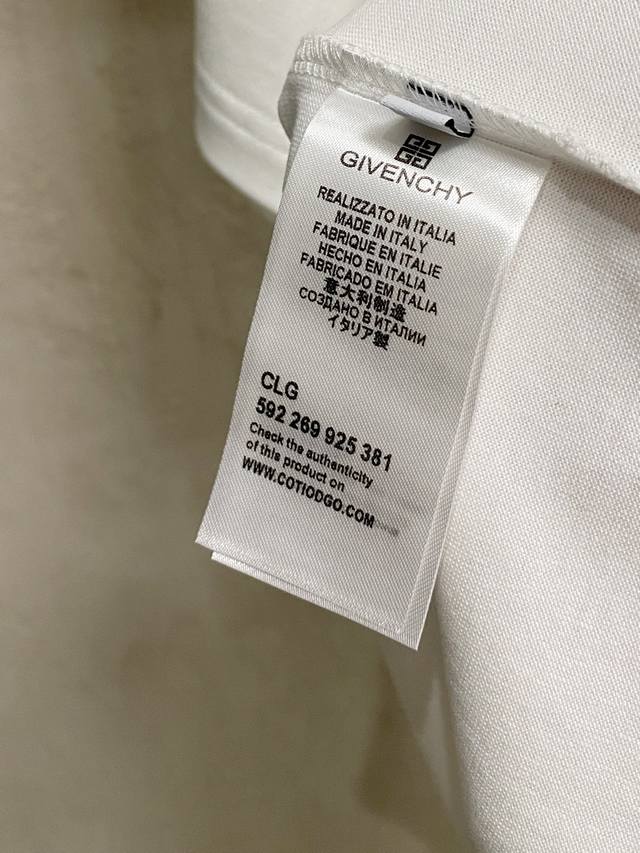 GIVENCHY
REALIZZATO IN ITALIA
MADE IN ITALY
FABRIQUE EN ITALIE
HECHO EN ITALIA
FABRICADO EM ITALIA
意大利制造
СОЗДАНО В ИТАЛИИ
イタリア製
CLG
592 269 925 381
Check the authenticity
of this product on
WWW.COTIODGO.COM